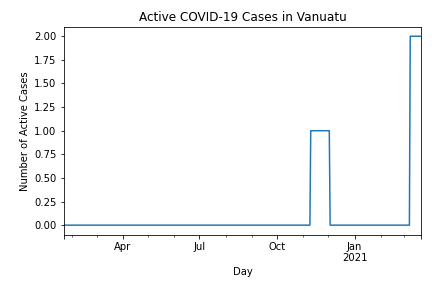 Active COVID-19 Cases in Vanuatu
2.00
1.75
1.50
1.25
1.00
0.75
0.50
0.25
0.00
Number of Active Cases
Apr
Jul
Oct
Jan
2021
Day